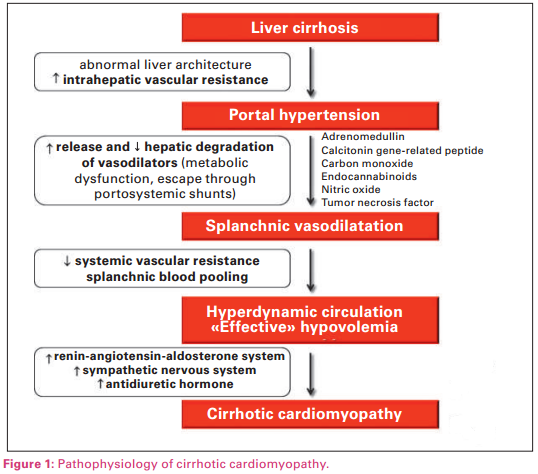 Liver cirrhosis
abnormal liver architecture
↑ intrahepatic vascular resistance
Portal hypertension
↑ release and ↓ hepatic degradation
of vasodilators (metabolic
dysfunction, escape through
portosystemic shunts)
Adrenomedullin
Calcitonin gene-related peptide
Carbon monoxide
Endocannabinoids
Nitric oxide
Tumor necrosis factor
Splanchnic vasodilatation
↓ systemic vascular resistance
splanchnic blood pooling
Hyperdynamic circulation
«Effective» hypovolemia
↑ renin-angiotensin-aldosterone system
↑ sympathetic nervous system
↑ antidiuretic hormone
Cirrhotic cardiomyopathy
Figure 1: Pathophysiology of cirrhotic cardiomyopathy.